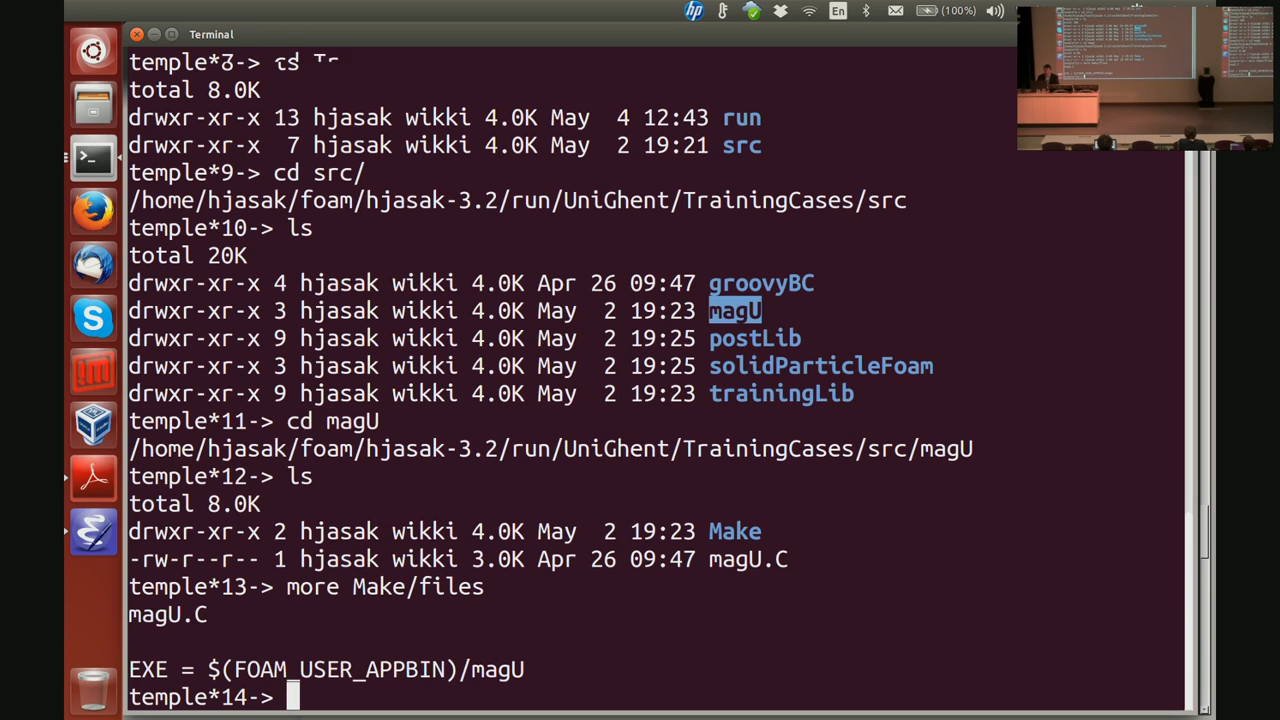 En
(100%)
Terminal
total 8.0K
drwxr-xr-x 13 hjasak wikki 4.0K May  4 12:43 run
drwxr-xr-x  7 hjasak wikki 4.0K May  2 19:21 src
temple*9-> cd src/
/home/hjasak/foam/hjasak-3.2/run/UniGhent/TrainingCases/src
temple*10-> ls
total 20K
drwxr-xr-x 4 hjasak wikki 4.0K Apr 26 09:47 groovyBC
drwxr-xr-x 3 hjasak wikki 4.0K May  2 19:23 magU
drwxr-xr-x 9 hjasak wikki 4.0K May  2 19:25 postLib
drwxr-xr-x 3 hjasak wikki 4.0K May  2 19:25 solidParticleFoam
drwxr-xr-x 9 hjasak wikki 4.0K May  2 19:25 trainingLib
temple*11-> cd magU
/home/hjasak/foam/hjasak-3.2/run/UniGhent/TrainingCases/src/magU
temple*12-> ls
total 8.0K
drwxr-xr-x 2 hjasak wikki 4.0K May  2 19:23 Make
-rw-r--r-- 1 hjasak wikki 3.0K Apr 26 09:47 magU.C
temple*13-> more Make/files
magU.C
EXE = $(FOAM_USER_APPBIN)/magU
temple*14->